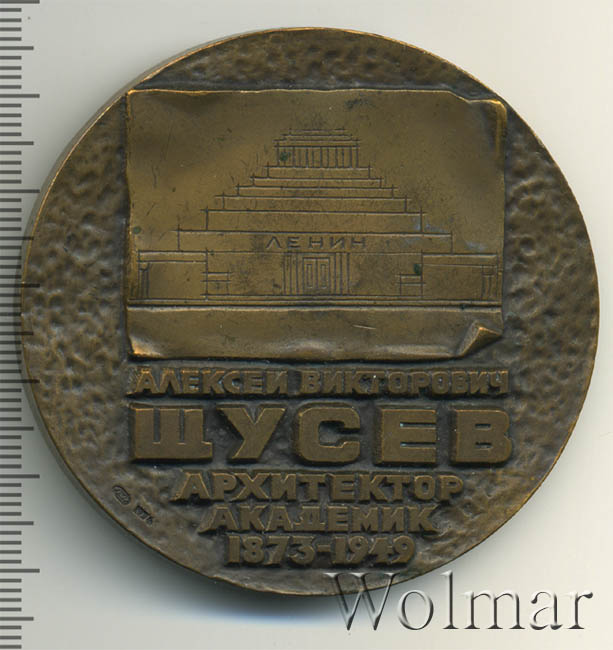 ЛЕНИН
АЛЕКСЕЙ ВИКТОРОВИЧ
ЩУСЕВ
АРХИТЕКТОР
АКАДЕМИК
1873-1949
Wolmar